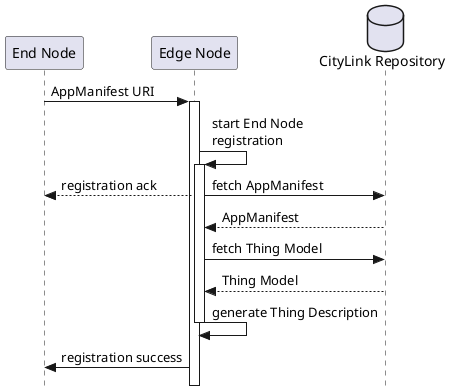 End Node
Edge Node
CityLink Repository
AppManifest URI
start End Node
registration
registration ack
fetch AppManifest
AppManifest
fetch Thing Model
Thing Model
generate Thing Description
registration success